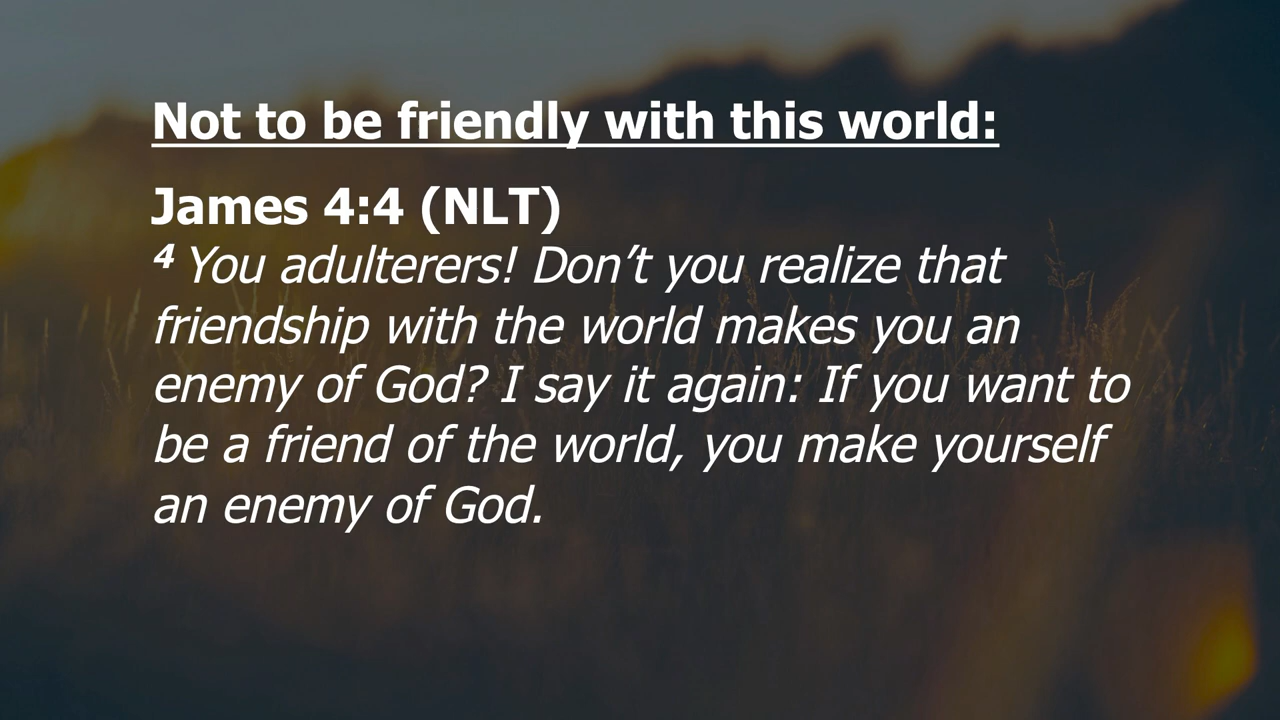 Not to be friendly with this world:
James 4:4 (NLT)
4 You adulterers! Don’t you realize that
friendship with the world makes you an
enemy of God? I say it again: If you want to
be a friend of the world, you make yourself
an enemy of God.